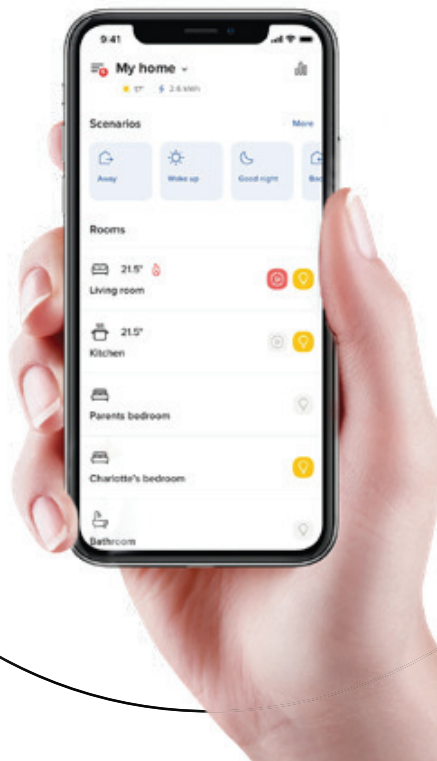 9:41
My home
17° 2.6 kWh
Scenarios More
Away Wake up Good night
Rooms
21.5°
Living room
21.5°
Kitchen
Parents bedroom
Charlotte's bedroom
Bathroom